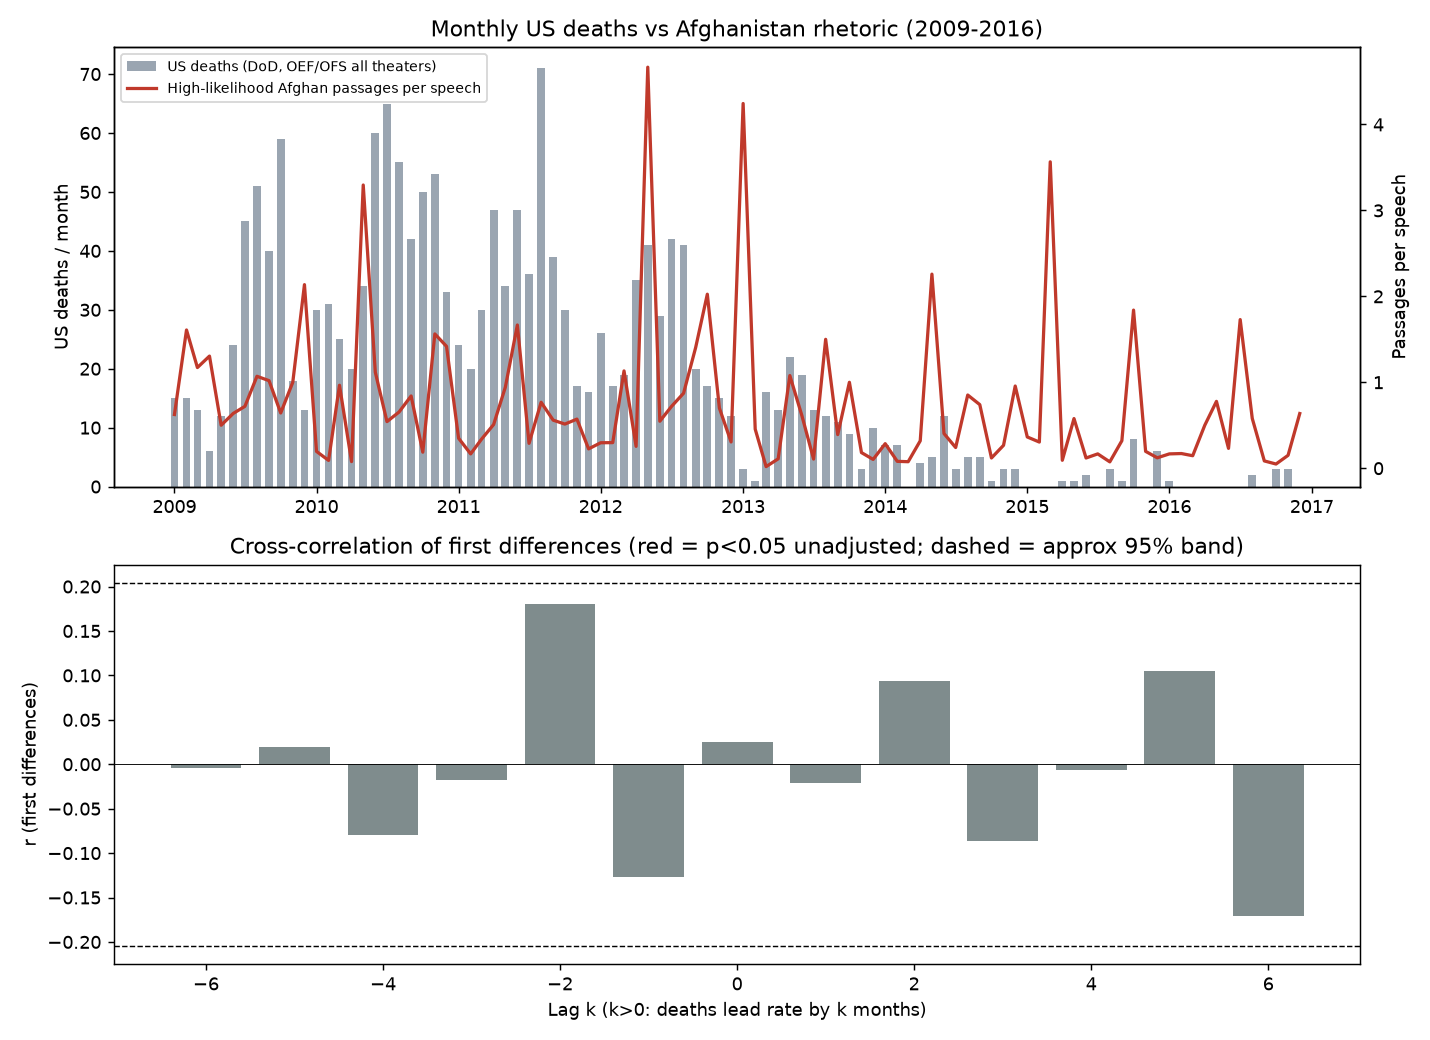 Monthly US deaths vs Afghanistan rhetoric (2009-2016)
US deaths (DoD, OEF/OFS all theaters)
High-likelihood Afghan passages per speech
US deaths / month
70
60
50
40
30
20
10
0
Passages per speech
4
3
2
1
0
2009 2010 2011 2012 2013 2014 2015 2016 2017
Cross-correlation of first differences (red = p<0.05 unadjusted; dashed = approx 95% band)
r (first differences)
0.20
0.15
0.10
0.05
0.00
−0.05
−0.10
−0.15
−0.20
−6 −4 −2 0 2 4 6
Lag k (k>0: deaths lead rate by k months)